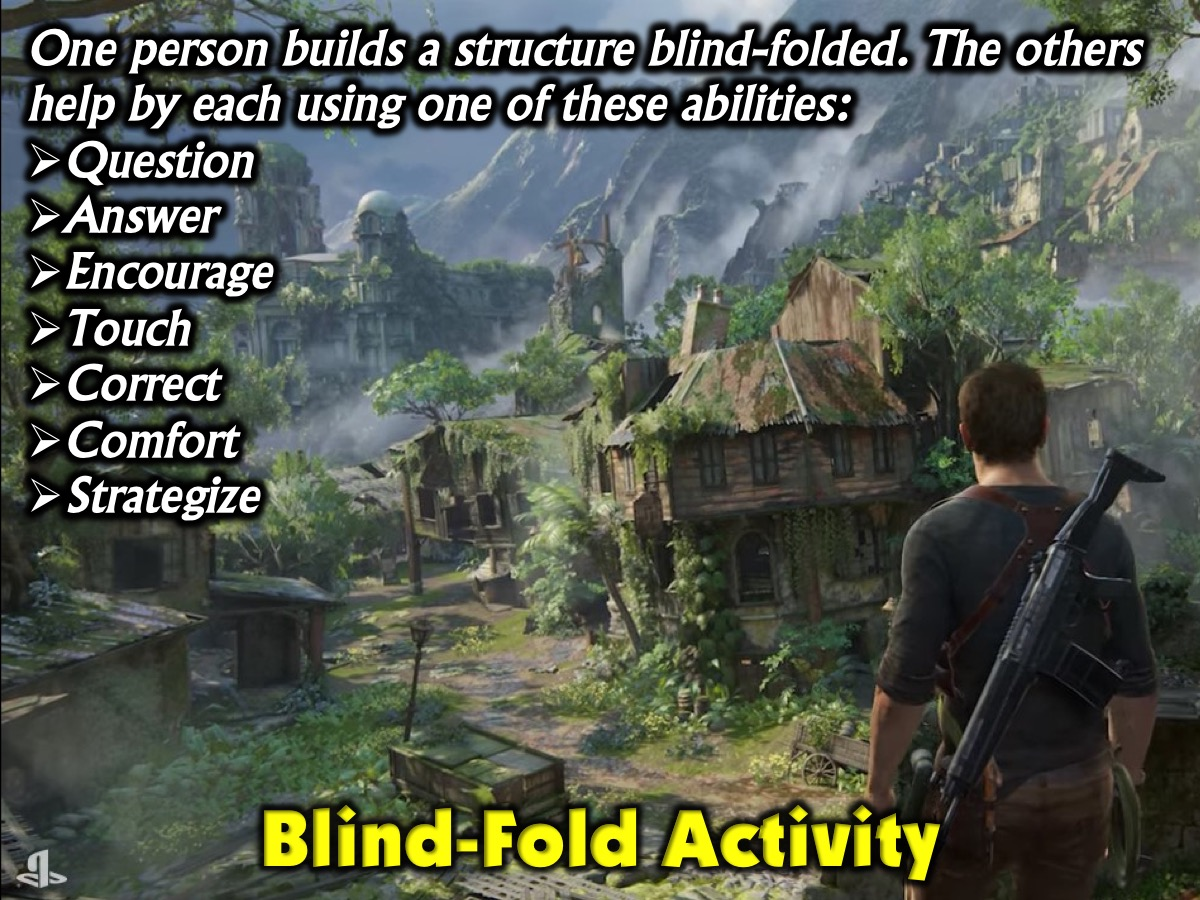 One person builds a structure blind-folded. The others
help by each using one of these abilities:
➢Question
➢Answer
➢Encourage
➢Touch
➢Correct
➢Comfort
➢Strategize
Blind-Fold Activity